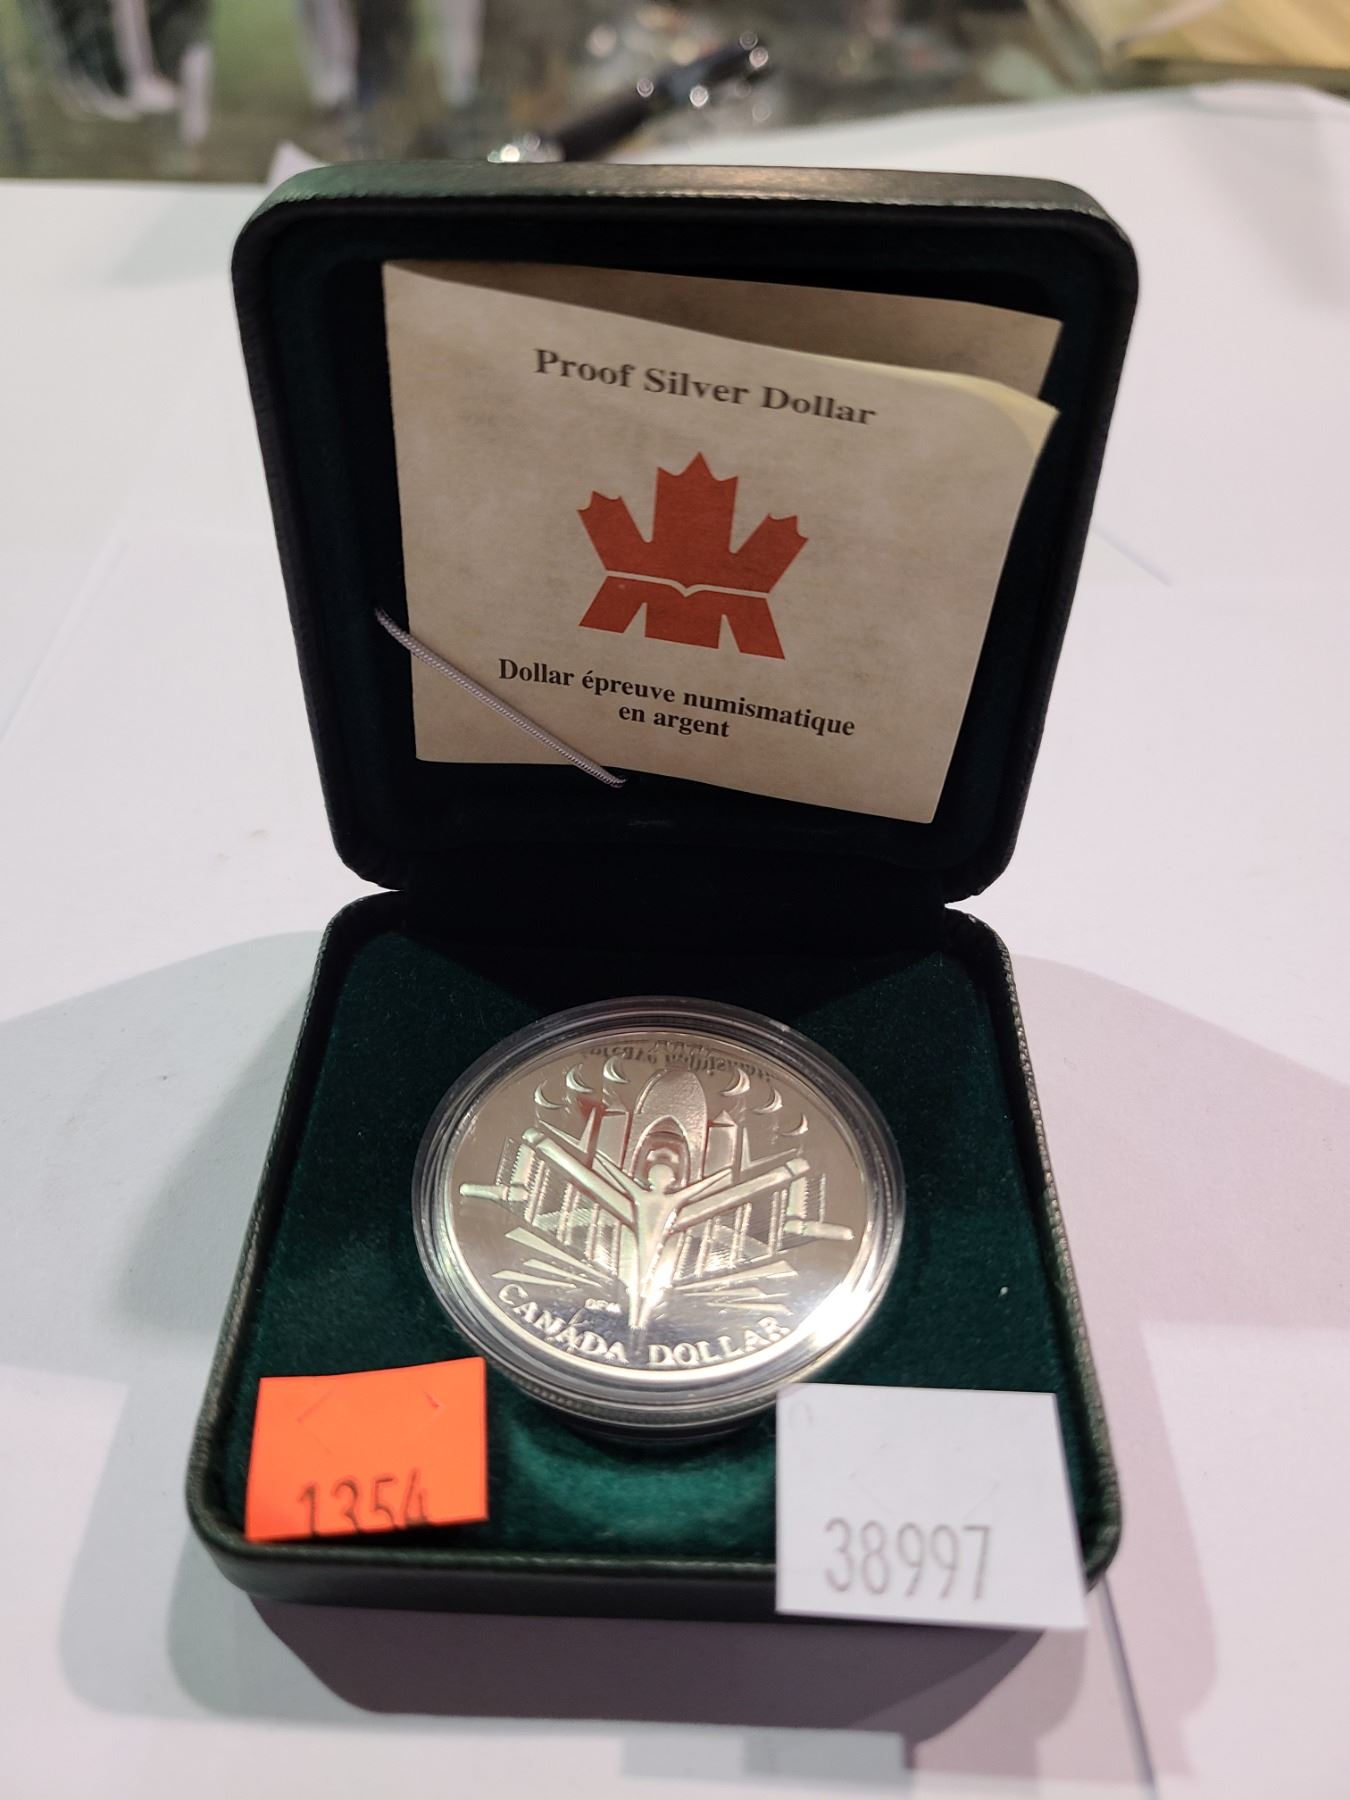 Proof Silver Dollar
Dollar épreuve numismatique
en argent
CANADA DOLLAR
1354
38997